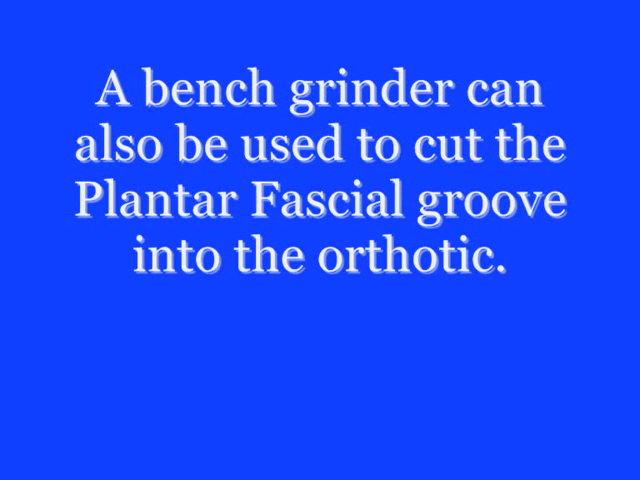 A bench grinder can
also be used to cut the
Plantar Fascial groove
into the orthotic.